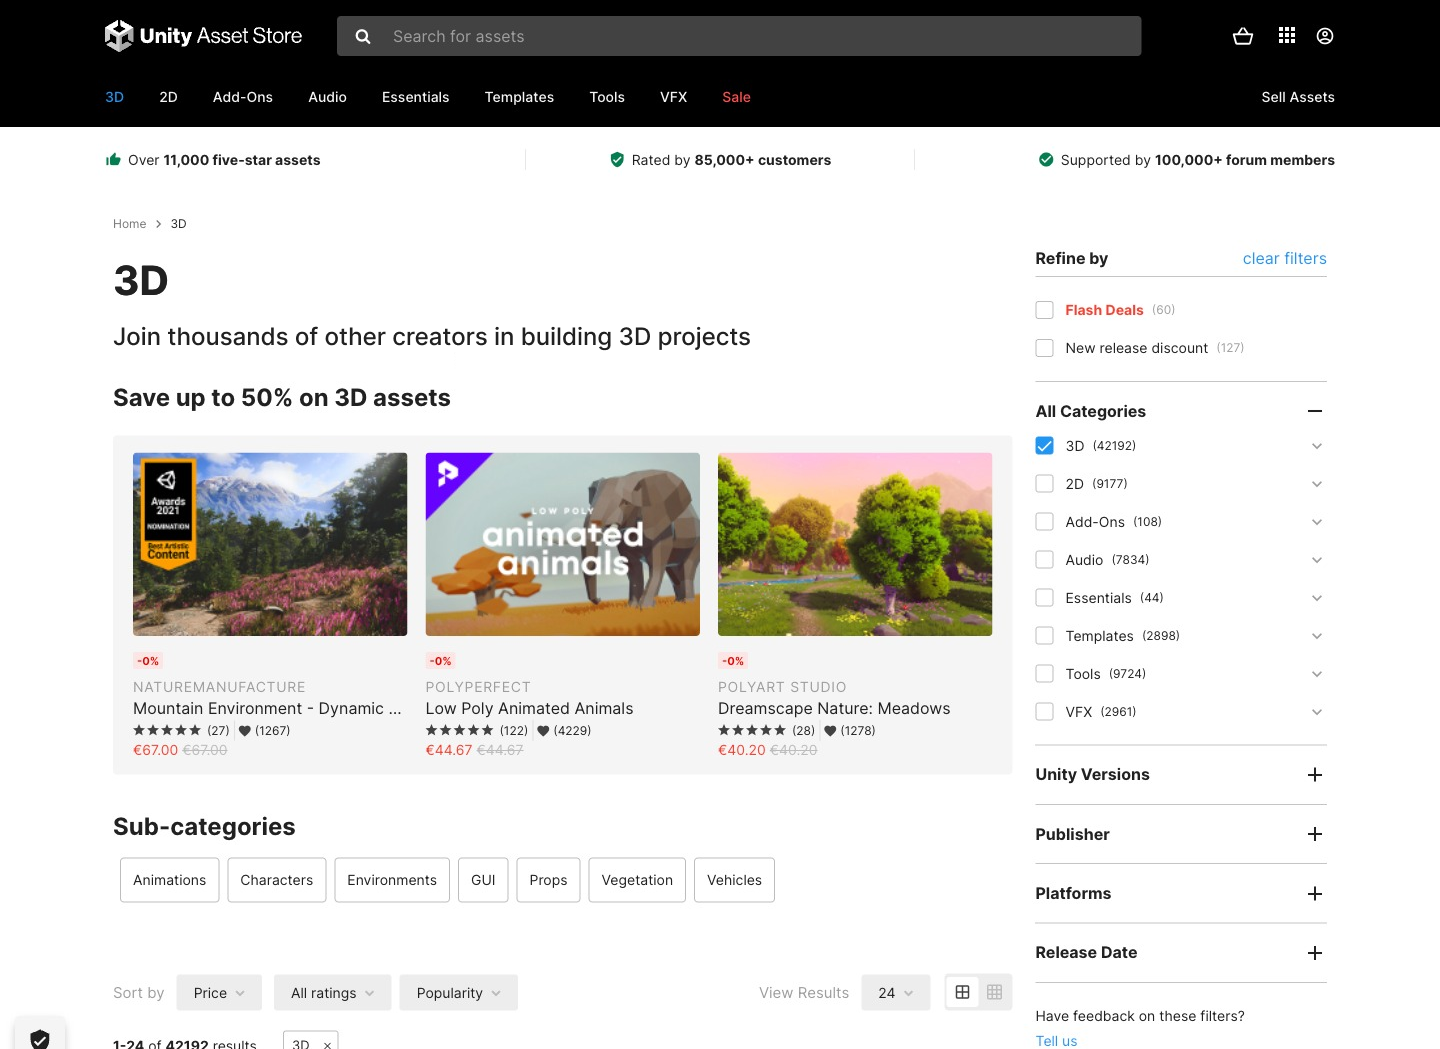 Unity Asset Store
Search for assets
3D 2D Add-Ons Audio Essentials Templates Tools VFX Sale Sell Assets
Over 11,000 five-star assets
Rated by 85,000+ customers
Supported by 100,000+ forum members
Home > 3D
3D
Join thousands of other creators in building 3D projects
Save up to 50% on 3D assets
Awards
2021
NOMINATION
Best Artistic
Content
-0%
NATUREMANUFACTURE
Mountain Environment - Dynamic ...
(27) (1267)
€67.00 €67.00
LOW POLY
animated
animals
-0%
POLYPERFECT
Low Poly Animated Animals
(122) (4229)
€44.67 €44.67
-0%
POLYART STUDIO
Dreamscape Nature: Meadows
(28) (1278)
€40.20 €40.20
Sub-categories
Animations Characters Environments GUI Props Vegetation Vehicles
Sort by Price All ratings Popularity View Results 24
1-24 of 42192 results 3D ×
Refine by clear filters
Flash Deals (60)
New release discount (127)
All Categories
3D (42192)
2D (9177)
Add-Ons (108)
Audio (7834)
Essentials (44)
Templates (2898)
Tools (9724)
VFX (2961)
Unity Versions
Publisher
Platforms
Release Date
Have feedback on these filters?
Tell us